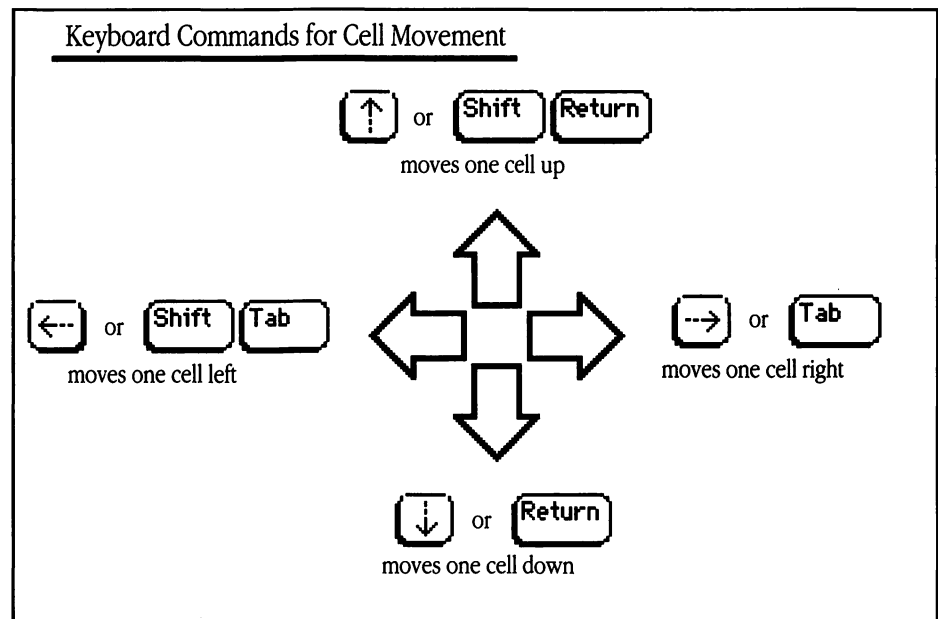 Keyboard Commands for Cell Movement
↑ or Shift Return
moves one cell up
← or Shift Tab
moves one cell left
→ or Tab
moves one cell right
↓ or Return
moves one cell down